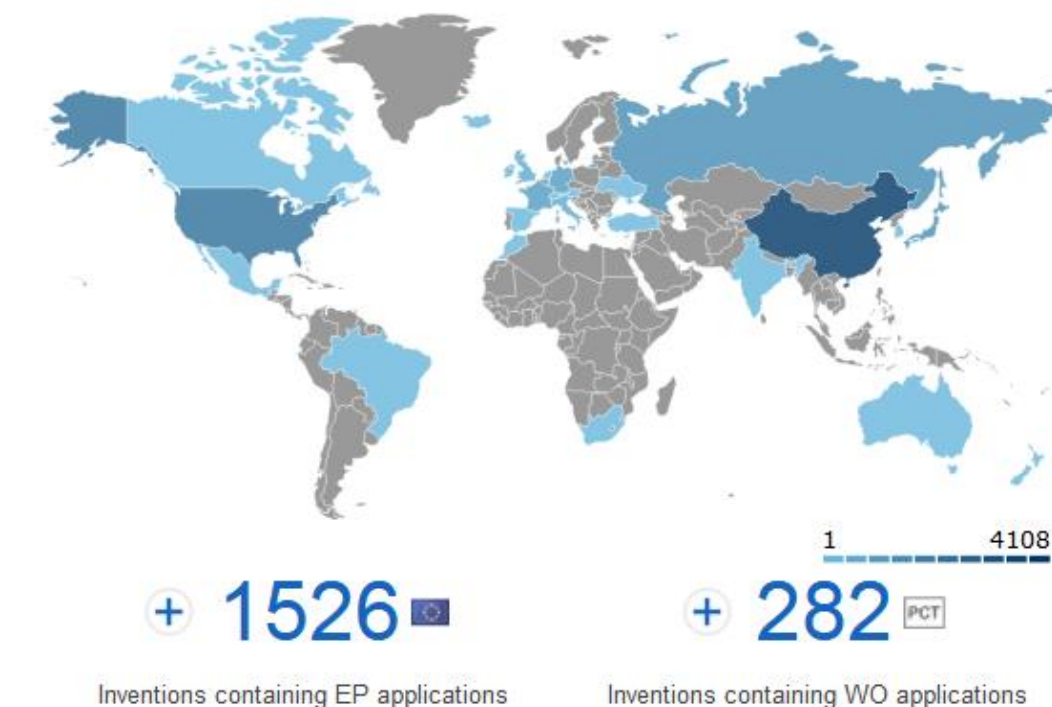 1 4108
+ 1526
+ 282 PCT
Inventions containing EP applications
Inventions containing WO applications